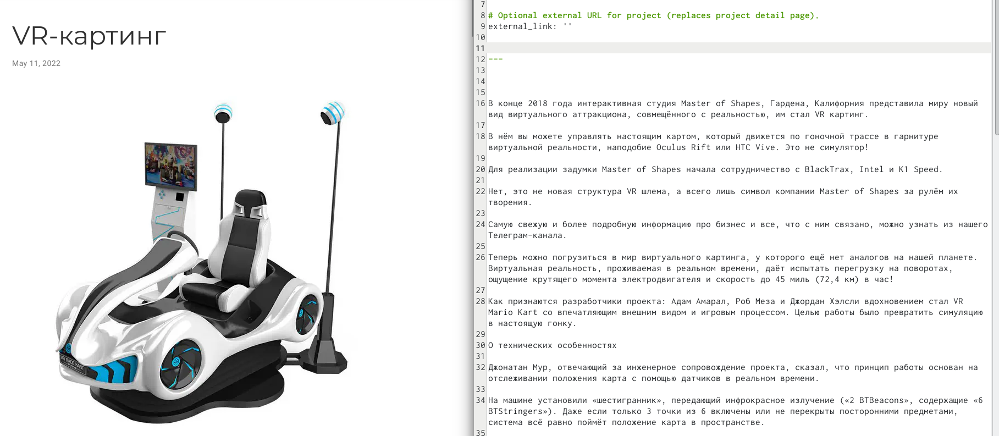 VR-картинг
May 11, 2022
VR RACE KART
7
8 # Optional external URL for project (replaces project detail page).
9 external_link: ''
10
11
12 ---
13
14
15
16 В конце 2018 года интерактивная студия Master of Shapes, Гардена, Калифорния представила миру новый
вид виртуального аттракциона, совмещённого с реальностью, им стал VR картинг.
17
18 В нём вы можете управлять настоящим картом, который движется по гоночной трассе в гарнитуре
виртуальной реальности, наподобие Oculus Rift или HTC Vive. Это не симулятор!
19
20 Для реализации задумки Master of Shapes начала сотрудничество с BlackTrax, Intel и K1 Speed.
21
22 Нет, это не новая структура VR шлема, а всего лишь символ компании Master of Shapes за рулём их
творения.
23
24 Самую свежую и более подробную информацию про бизнес и все, что с ним связано, можно узнать из нашего
Телеграм-канала.
25
26 Теперь можно погрузиться в мир виртуального картинга, у которого ещё нет аналогов на нашей планете.
Виртуальная реальность, проживаемая в реальном времени, даёт испытать перегрузку на поворотах,
ощущение крутящего момента электродвигателя и скорость до 45 миль (72,4 км) в час!
27
28 Как признаются разработчики проекта: Адам Амарал, Роб Меза и Джордан Хэлсли вдохновением стал VR
Mario Kart со впечатляющим внешним видом и игровым процессом. Целью работы было превратить симуляцию
в настоящую гонку.
29
30 О технических особенностях
31
32 Джонатан Мур, отвечающий за инженерное сопровождение проекта, сказал, что принцип работы основан на
отслеживании положения карта с помощью датчиков в реальном времени.
33
34 На машине установили «шестигранник», передающий инфрокрасное излучение («2 BTBeacons», содержащие «6
BTStringers»). Даже если только 3 точки из 6 включены или не перекрыты посторонними предметами,
система всё равно поймёт положение карта в пространстве.
35